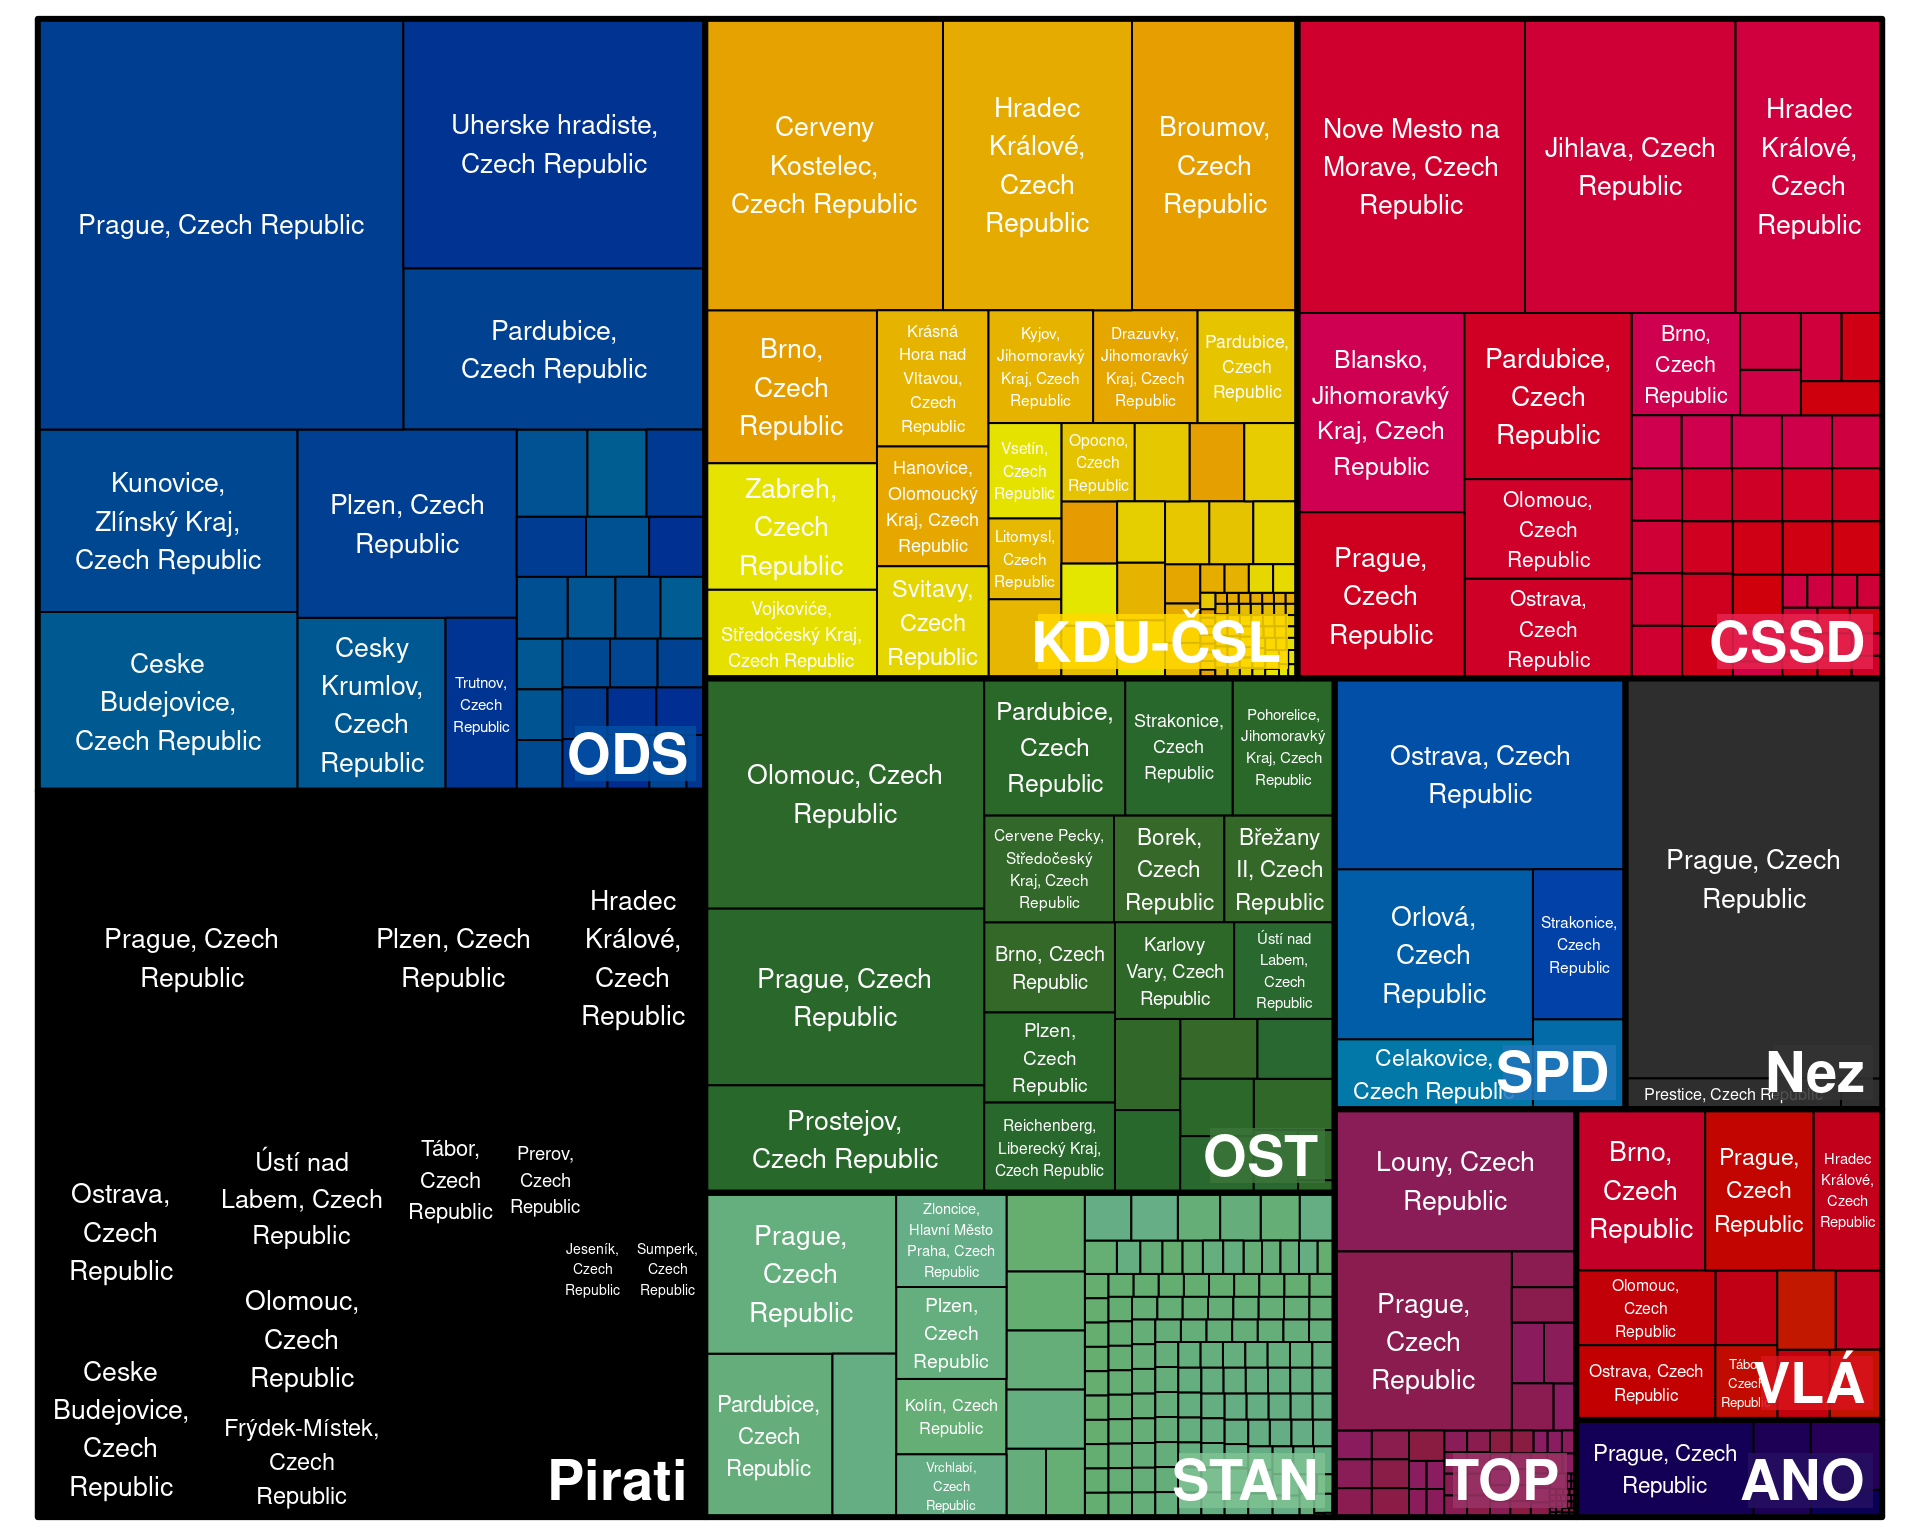 Prague, Czech Republic
Uherske hradiste,
Czech Republic
Pardubice,
Czech Republic
Kunovice,
Zlínský Kraj,
Czech Republic
Plzen, Czech
Republic
Ceske
Budejovice,
Czech Republic
Cesky
Krumlov,
Czech
Republic
Trutnov,
Czech
Republic
ODS
Cerveny
Kostelec,
Czech Republic
Hradec
Králové,
Czech
Republic
Broumov,
Czech
Republic
Brno,
Czech
Republic
Krásná
Hora nad
Vltavou,
Czech
Republic
Kyjov,
Jihomoravký
Kraj, Czech
Republic
Drazuvky,
Jihomoravký
Kraj, Czech
Republic
Pardubice,
Czech
Republic
Zabreh,
Czech
Republic
Hanovice,
Olomoucký
Kraj, Czech
Republic
Vsetín,
Czech
Republic
Opocno,
Czech
Republic
Litomysl,
Czech
Republic
Vojkoviće,
Středočeský Kraj,
Czech Republic
Svitavy,
Czech
Republic
KDU-ČSL
Nove Mesto na
Morave, Czech
Republic
Jihlava, Czech
Republic
Hradec
Králové,
Czech
Republic
Blansko,
Jihomoravký
Kraj, Czech
Republic
Pardubice,
Czech
Republic
Brno,
Czech
Republic
Prague,
Czech
Republic
Olomouc,
Czech
Republic
Ostrava,
Czech
Republic
CSSD
Prague, Czech
Republic
Plzen, Czech
Republic
Hradec
Králové,
Czech
Republic
Ostrava,
Czech
Republic
Ústí nad
Labem, Czech
Republic
Tábor,
Czech
Republic
Prerov,
Czech
Republic
Jeseník,
Czech
Republic
Sumperk,
Czech
Republic
Olomouc,
Czech
Republic
Ceske
Budejovice,
Czech
Republic
Frýdek-Místek,
Czech
Republic
Pirati
Olomouc, Czech
Republic
Pardubice,
Czech
Republic
Strakonice,
Czech
Republic
Pohorelice,
Jihomoravký
Kraj, Czech
Republic
Cervene Pecky,
Středočeský
Kraj, Czech
Republic
Borek,
Czech
Republic
Břežany
II, Czech
Republic
Prague, Czech
Republic
Brno, Czech
Republic
Karlovy
Vary, Czech
Republic
Ústí nad
Labem,
Czech
Republic
Plzen,
Czech
Republic
Prostejov,
Czech Republic
Reichenberg,
Liberecký Kraj,
Czech Republic
OST
Ostrava, Czech
Republic
Orlová,
Czech
Republic
Strakonice,
Czech
Republic
Celakovice,
Czech Republic
SPD
Prague, Czech
Republic
Prestice, Czech Republic
Nez
Prague,
Czech
Republic
Zloncice,
Hlavní Město
Praha, Czech
Republic
Plzen,
Czech
Republic
Pardubice,
Czech
Republic
Kolín, Czech
Republic
Vrchlabí,
Czech
Republic
STAN
Louny, Czech
Republic
Prague,
Czech
Republic
TOP
Brno,
Czech
Republic
Prague,
Czech
Republic
Hradec
Králové,
Czech
Republic
Olomouc,
Czech
Republic
Ostrava, Czech
Republic
Tábor,
Czech
Republic
VLÁ
Prague, Czech
Republic
ANO